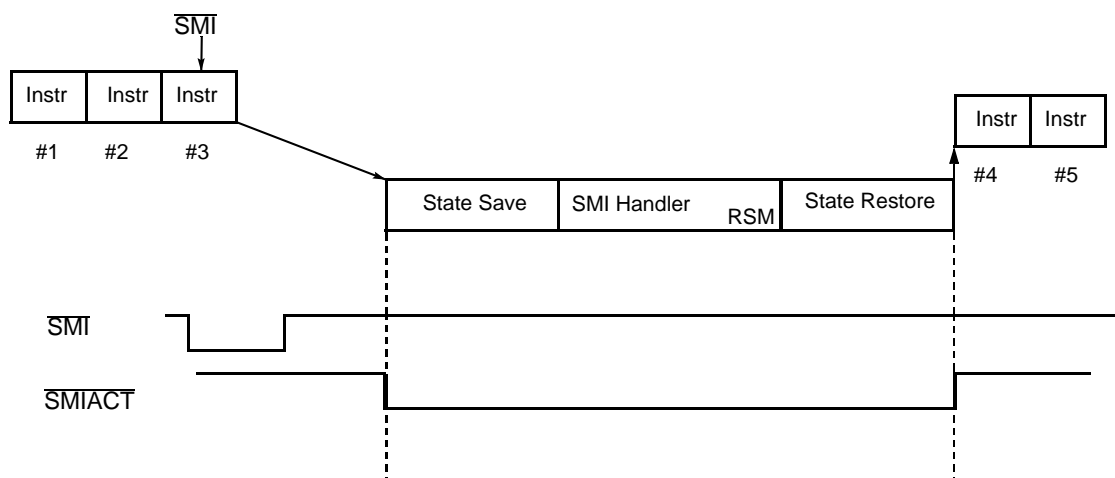 SMI
Instr Instr Instr
#1 #2 #3
Instr Instr
#4 #5
State Save SMI Handler RSM State Restore
SMI
SMIACT